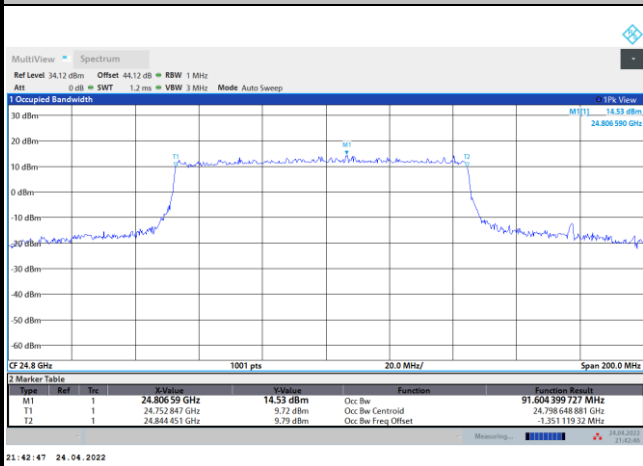 MultiView Spectrum
Ref Level 34.12 dBm Offset 44.12 dB RBW 1 MHz
Att 0 dB SWT 1.2 ms VBW 3 MHz Mode Auto Sweep
1 Occupied Bandwidth 1Pk View
M1[1] 14.53 dBm
24.806 590 GHz
30 dBm
20 dBm
M1
T1 T2
10 dBm
0 dBm
-10 dBm
-20 dBm
-30 dBm
-40 dBm
-50 dBm
-60 dBm
CF 24.8 GHz 1001 pts 20.0 MHz/ Span 200.0 MHz
2 Marker Table
Type Ref Trc X-Value Y-Value Function Function Result
M1 1 24.806 59 GHz 14.53 dBm Occ Bw 91.604 399 727 MHz
T1 1 24.752 847 GHz 9.72 dBm Occ Bw Centroid 24.798 648 881 GHz
T2 1 24.844 451 GHz 9.79 dBm Occ Bw Freq Offset -1.351 119 32 MHz
Measuring... 24.04.2022
21:42:46
21:42:47 24.04.2022